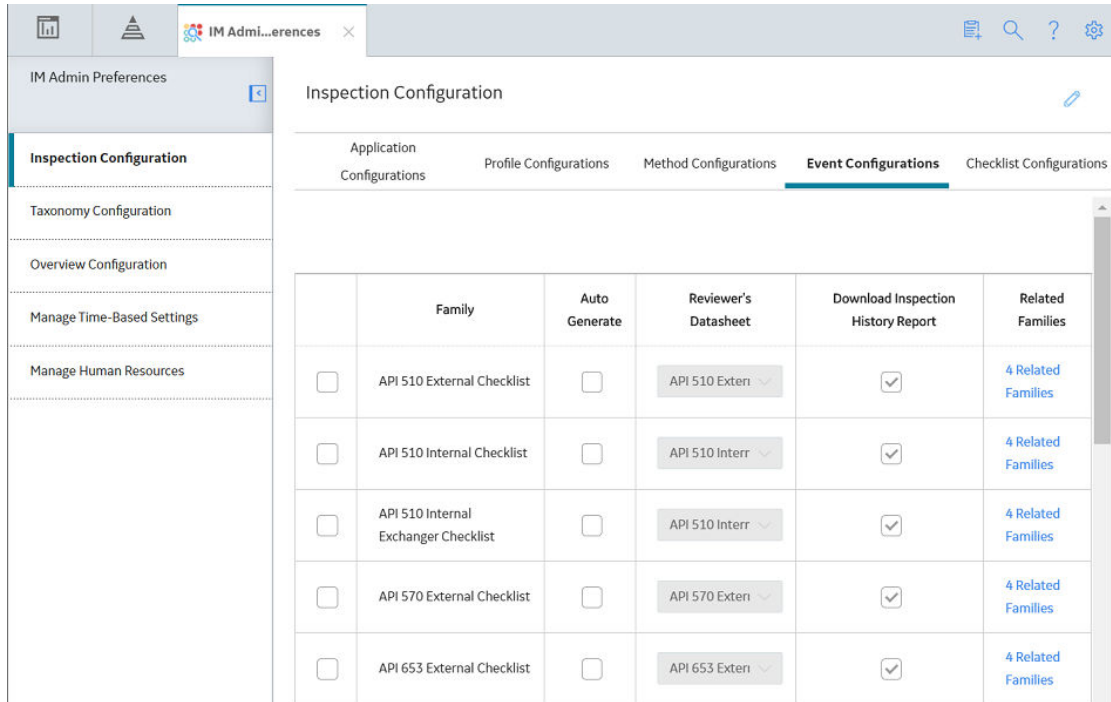 IM Admi...erences
IM Admin Preferences
Inspection Configuration
Taxonomy Configuration
Overview Configuration
Manage Time-Based Settings
Manage Human Resources
Inspection Configuration
Application
Configurations
Profile Configurations
Method Configurations
Event Configurations
Checklist Configurations
Family
Auto
Generate
Reviewer's
Datasheet
Download Inspection
History Report
Related
Families
API 510 External Checklist
API 510 Exter
4 Related
Families
API 510 Internal Checklist
API 510 Interr
4 Related
Families
API 510 Internal
Exchanger Checklist
API 510 Interr
4 Related
Families
API 570 External Checklist
API 570 Exter
4 Related
Families
API 653 External Checklist
API 653 Exter
4 Related
Families